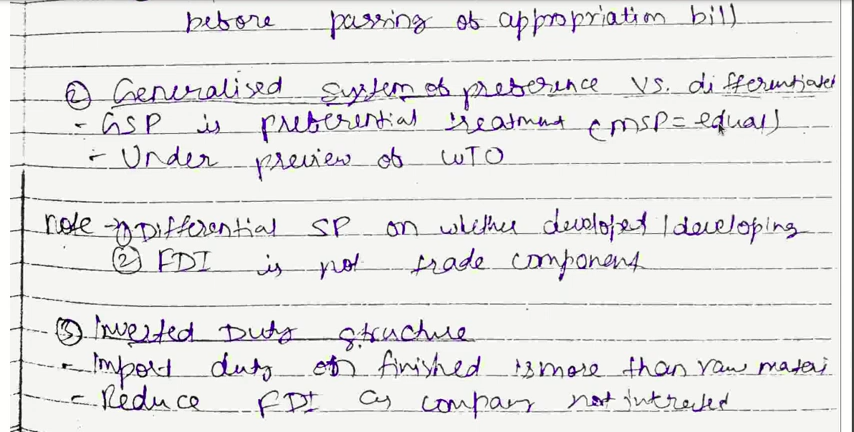 before passing of appropriation bill
② Generalised system of preference vs. differentiated
- GSP is preferential treatment (MSP = equal)
- Under preview of WTO
note → ① Differential SP on whether developed / developing
② FDI is not trade component
③ Inverted Duty structure
- Import duty on finished is more than raw materi
- Reduce FDI as company not intrested